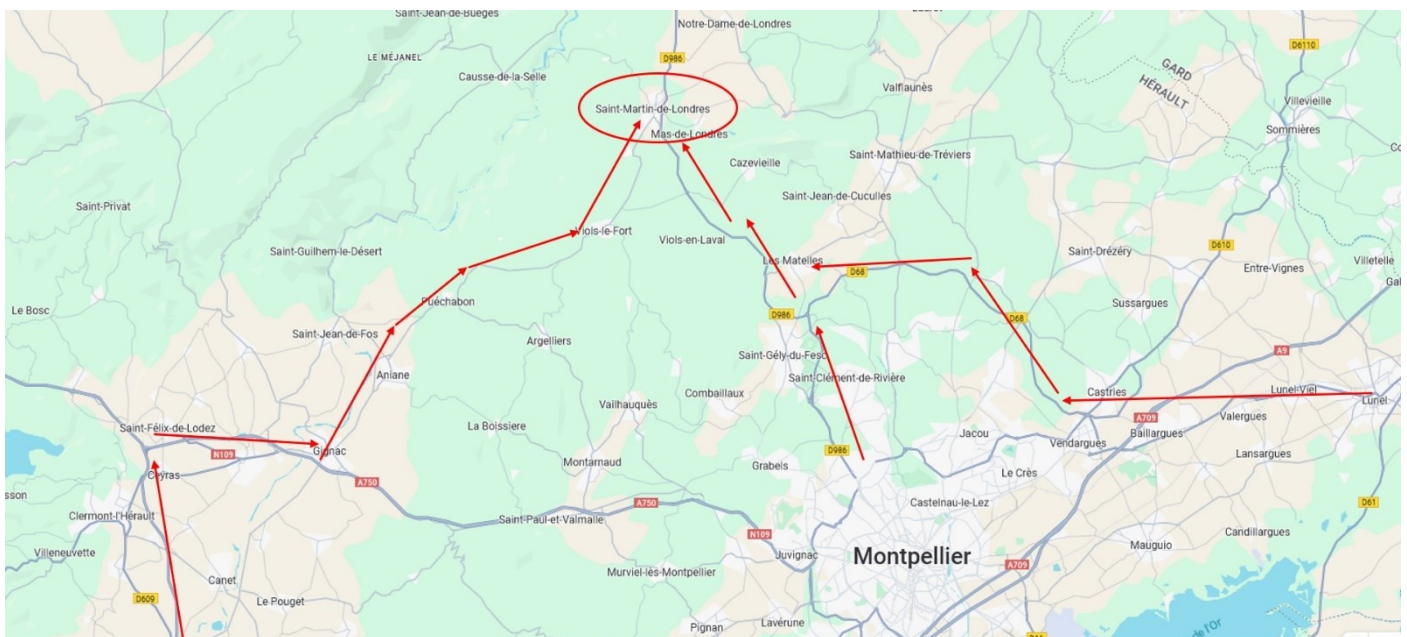 Saint-Jean-de-Buèges
Notre-Dame-de-Londres
D6110
LE MÉJANEL
D986
GARD
HÉRAULT
Causse-de-la-Selle
Valflaunès
Villevieille
Saint-Martin-de-Londres
Sommières
Mas-de-Londres
Cazevieille
Saint-Mathieu-de-Tréviers
Saint-Privat
Saint-Jean-de-Cuculles
Viols-le-Fort
Viols-en-Laval
Saint-Guilhem-le-Désert
Saint-Drézéry
D610
Les Matelles
D68
Entre-Vignes
Villetelle
Puéchabon
Sussargues
Le Bosc
D986
D68
Saint-Jean-de-Fos
Argelliers
A9
Saint-Gély-du-Fesc
Aniane
Saint-Clément-de-Rivière
Combaillaux
Castries
Lunel-Viel
Lunel
Vailhauquès
A709
Valergues
Saint-Félix-de-Lodez
La Boissiere
Jacou
Baillargues
Vendargues
Gignac
N109
D986
Lansargues
Montarnaud
Grabels
Le Crès
Ceyras
A750
A750
Castelnau-le-Lez
D61
Clermont-l'Hérault
Saint-Paul-et-Valmalle
N109
Candillargues
Villeneuvette
Juvignac
Montpellier
Mauguio
A709
Murviel-lès-Montpellier
Canet
D609
Le Pouget
Pignan
Lavérune
de l'Or